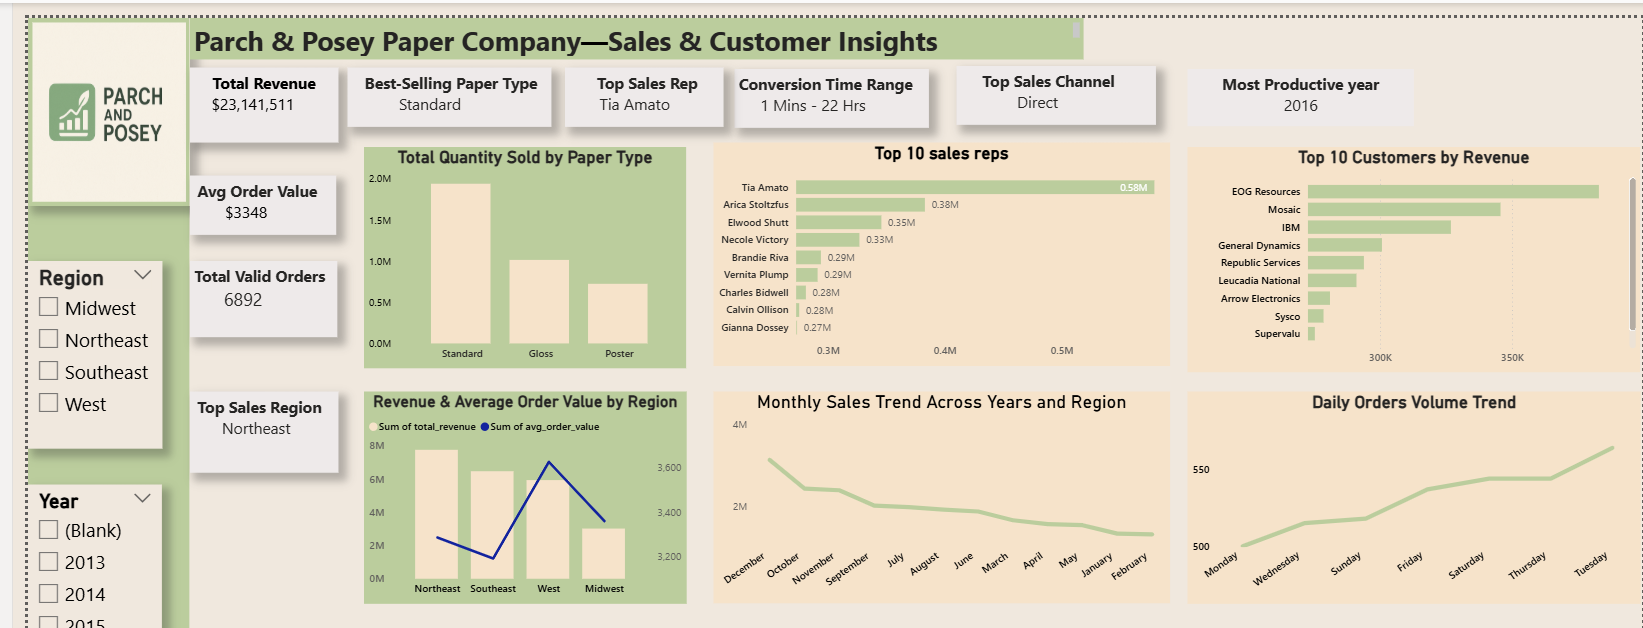 Parch & Posey Paper Company—Sales & Customer Insights
PARCH
AND
POSEY
Total Revenue
$23,141,511
Best-Selling Paper Type
Standard
Top Sales Rep
Tia Amato
Conversion Time Range
1 Mins - 22 Hrs
Top Sales Channel
Direct
Most Productive year
2016
Avg Order Value
$3348
Total Valid Orders
6892
Top Sales Region
Northeast
Region
Midwest
Northeast
Southeast
West
Year
(Blank)
2013
2014
2015
Total Quantity Sold by Paper Type
2.0M
1.5M
1.0M
0.5M
0.0M
Standard Gloss Poster
Top 10 sales reps
Tia Amato 0.58M
Arica Stoltzfus 0.38M
Elwood Shutt 0.35M
Necole Victory 0.33M
Brandie Riva 0.29M
Vernita Plump 0.29M
Charles Bidwell 0.28M
Calvin Ollison 0.28M
Gianna Dossey 0.27M
0.3M 0.4M 0.5M
Top 10 Customers by Revenue
EOG Resources
Mosaic
IBM
General Dynamics
Republic Services
Leucadia National
Arrow Electronics
Sysco
Supervalu
300K 350K
Revenue & Average Order Value by Region
Sum of total_revenue Sum of avg_order_value
8M
6M
4M
2M
0M
3,600
3,400
3,200
Northeast Southeast West Midwest
Monthly Sales Trend Across Years and Region
4M
2M
December October November September July August June March April May January February
Daily Orders Volume Trend
550
500
Monday Wednesday Sunday Friday Saturday Thursday Tuesday